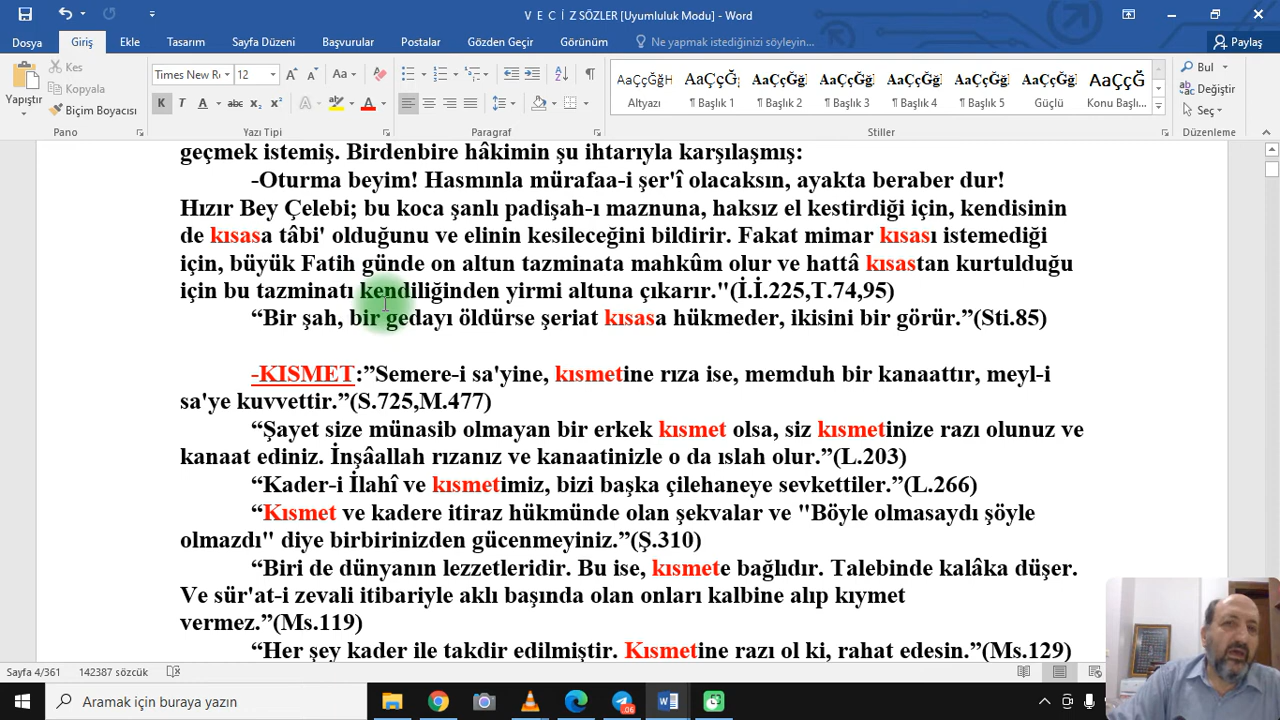 V E C İ Z SÖZLER [Uyumluluk Modu] - Word
Dosya Giriş Ekle Tasarım Sayfa Düzeni Başvurular Postalar Gözden Geçir Görünüm Ne yapmak istediğinizi söyleyin... Paylaş
Yapıştır
Kes
Kopyala
Biçim Boyacısı
Times New Ro 12
AaÇçĞğH AaÇçĞğ AaÇçĞğ AaÇçĞğ AaÇçĞğ AaÇçĞğ AaÇçĞğ AaÇçĞ
Altyazı ¶ Başlık 1 ¶ Başlık 2 ¶ Başlık 3 ¶ Başlık 4 ¶ Başlık 5 Güçlü Konu Başlı...
Bul
Değiştir
Seç
Pano Yazı Tipi Paragraf Stiller Düzenleme
geçmek istemiş. Birdenbire hâkimin şu ihtarıyla karşılaşmış:
-Oturma beyim! Hasmınla mürafaa-i şer'î olacaksın, ayakta beraber dur!
Hızır Bey Çelebi; bu koca şanlı padişah-ı maznuna, haksız el kestirdiği için, kendisinin
de kısasa tâbi' olduğunu ve elinin kesileceğini bildirir. Fakat mimar kısası istemediği
için, büyük Fatih günde on altun tazminata mahkûm olur ve hattâ kısastan kurtulduğu
için bu tazminatı kendiliğinden yirmi altuna çıkarır."(İ.İ.225,T.74,95)
“Bir şah, bir gedayı öldürse şeriat kısasa hükmeder, ikisini bir görür.”(Sti.85)
-KISMET:”Semere-i sa'yine, kısmetine rıza ise, memduh bir kanaattır, meyl-i
sa'ye kuvvettir.”(S.725,M.477)
“Şayet size münasib olmayan bir erkek kısmet olsa, siz kısmetinize razı olunuz ve
kanaat ediniz. İnşâallah rızanız ve kanaatinizle o da ıslah olur.”(L.203)
“Kader-i İlahî ve kısmetimiz, bizi başka çilehaneye sevkettiler.”(L.266)
“Kısmet ve kadere itiraz hükmünde olan şekvalar ve "Böyle olmasaydı şöyle
olmazdı" diye birbirinizden gücenmeyiniz.”(Ş.310)
“Biri de dünyanın lezzetleridir. Bu ise, kısmete bağlıdır. Talebinde kalâka düşer.
Ve sür'at-i zevali itibariyle aklı başında olan onları kalbine alıp kıymet
vermez.”(Ms.119)
“Her şey kader ile takdir edilmiştir. Kısmetine razı ol ki, rahat edesin.”(Ms.129)
Sayfa 4/361 142387 sözcük
Aramak için buraya yazın